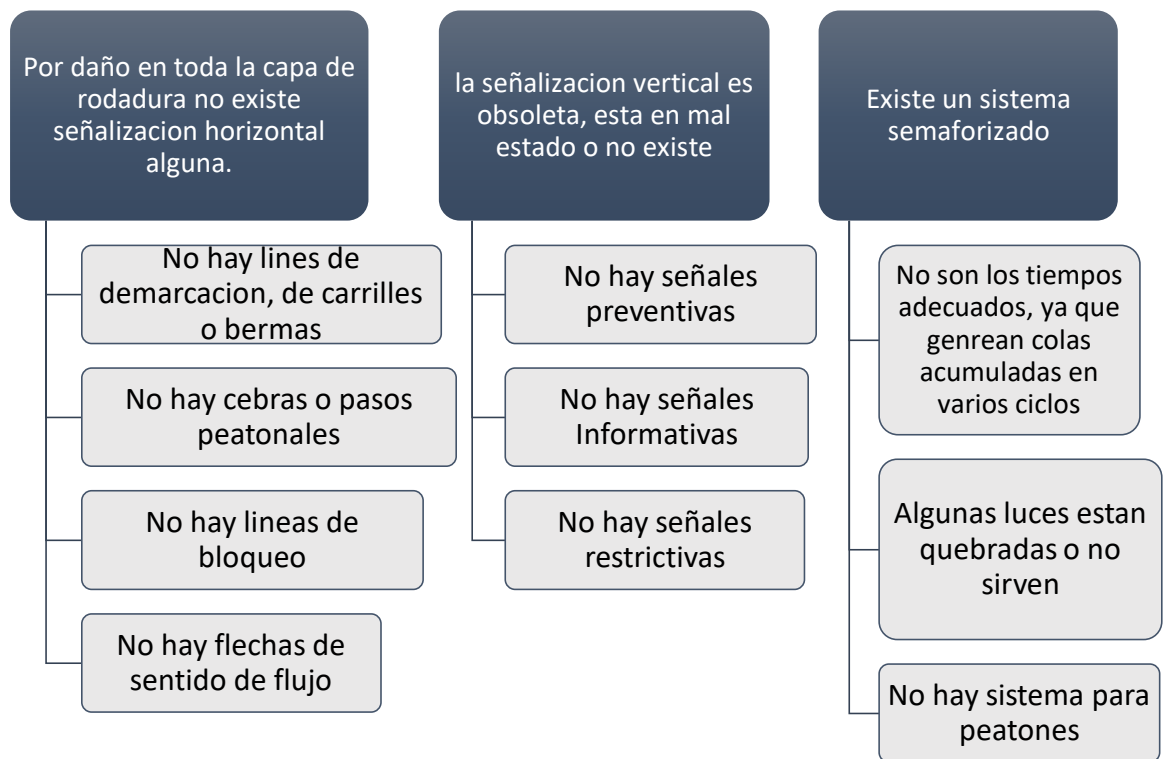 Por daño en toda la capa de
rodadura no existe
señalizacion horizontal
alguna.
No hay lines de
demarcacion, de carrilles
o bermas
No hay cebras o pasos
peatonales
No hay lineas de
bloqueo
No hay flechas de
sentido de flujo
la señalizacion vertical es
obsoleta, esta en mal
estado o no existe
No hay señales
preventivas
No hay señales
Informativas
No hay señales
restrictivas
Existe un sistema
semaforizado
No son los tiempos
adecuados, ya que
genrean colas
acumuladas en
varios ciclos
Algunas luces estan
quebradas o no
sirven
No hay sistema para
peatones